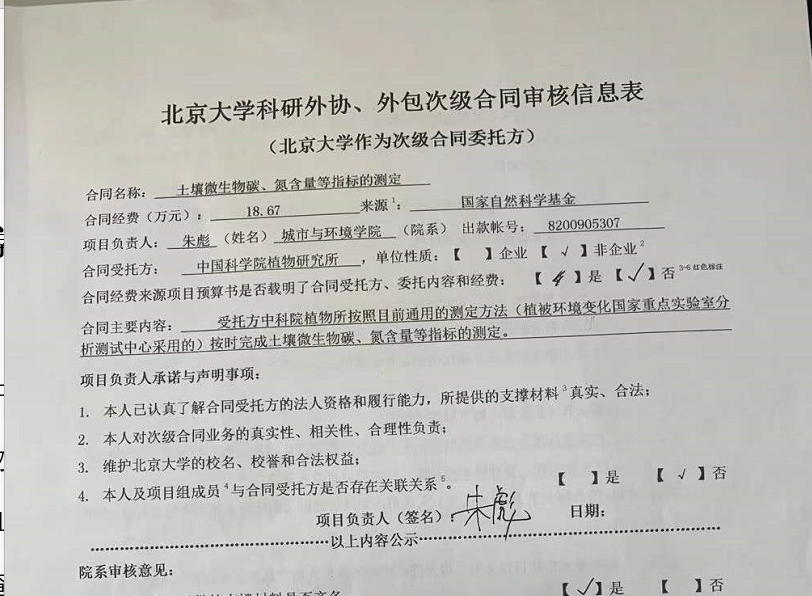 北京大学科研外协、外包次级合同审核信息表
（北京大学作为次级合同委托方）
合同名称： 土壤微生物碳、氮含量等指标的测定
合同经费（万元）： 18.67 来源1： 国家自然科学基金
项目负责人： 朱彪 （姓名） 城市与环境学院 （院系） 出款帐号： 8200905307
合同受托方： 中国科学院植物研究所 ，单位性质：【 】企业 【 √ 】非企业2
合同经费来源项目预算书是否载明了合同受托方、委托内容和经费： 【 】是 【√】否 3-6 红色标注
合同主要内容： 受托方中科院植物所按照目前通用的测定方法（植被环境变化国家重点实验室分
析测试中心采用的）按时完成土壤微生物碳、氮含量等指标的测定。
项目负责人承诺与声明事项：
1. 本人已认真了解合同受托方的法人资格和履行能力，所提供的支撑材料3真实、合法；
2. 本人对次级合同业务的真实性、相关性、合理性负责；
3. 维护北京大学的校名、校誉和合法权益；
4. 本人及项目组成员4与合同受托方是否存在关联关系5。 【 】是 【 √ 】否
项目负责人（签名）：朱彪 日期：
以上内容公示
院系审核意见：
【√】是 【 】否